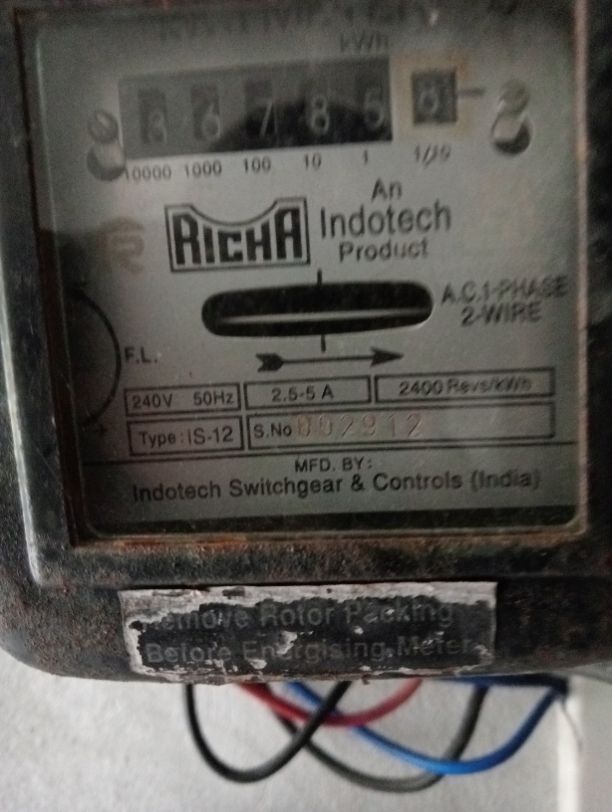 kWh
3 6 7 8 5 6
10000 1000 100 10 1 1/10
RICHA
An
Indotech
Product
A.C.1-PHASE
2-WIRE
F.L.
240V 50Hz
2.5-5 A
2400 Revs/kWh
Type : IS-12
S.No 002912
MFD. BY:
Indotech Switchgear & Controls (India)
Remove Rotor Packing
Before Energising Meter